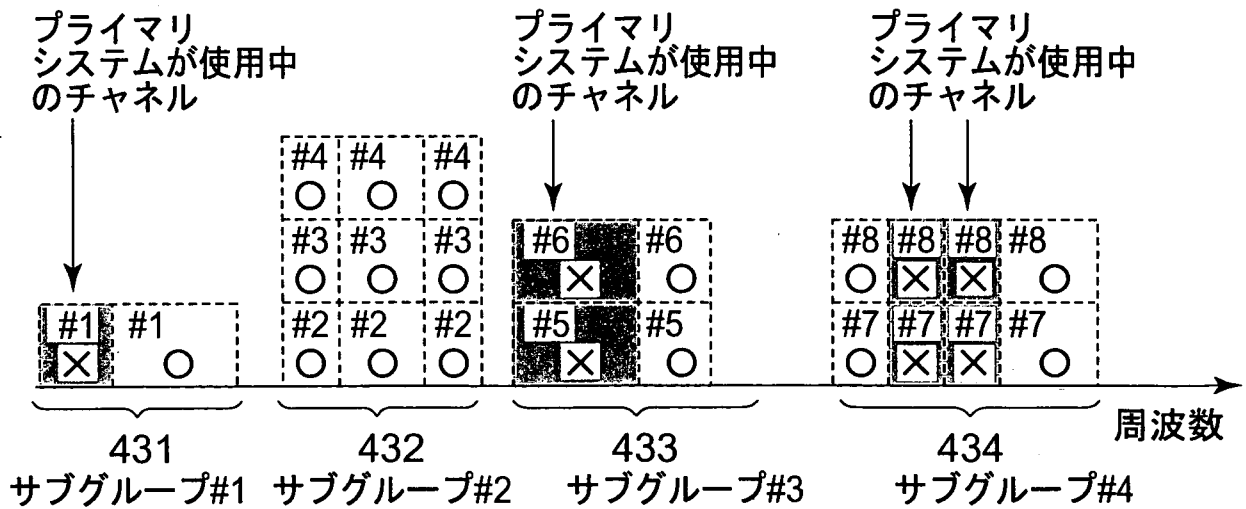 プライマリ
システムが使用中
のチャネル
プライマリ
システムが使用中
のチャネル
プライマリ
システムが使用中
のチャネル
#4 #4 #4
○ ○ ○
#3 #3 #3 #6 #6 #8 #8 #8 #8
○ ○ ○ × ○ ○ × × ○
#1 #1 #2 #2 #2 #5 #5 #7 #7 #7 #7
× ○ ○ ○ ○ × ○ ○ × × ○
周波数
431 432 433 434
サブグループ#1 サブグループ#2 サブグループ#3 サブグループ#4